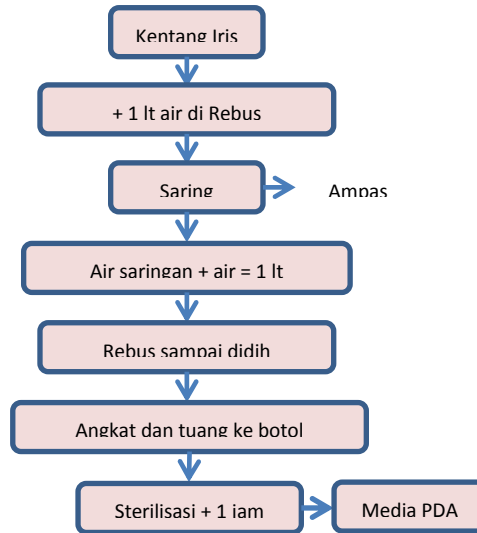 Kentang Iris
+ 1 lt air di Rebus
Saring
Ampas
Air saringan + air = 1 lt
Rebus sampai didih
Angkat dan tuang ke botol
Sterilisasi + 1 jam
Media PDA